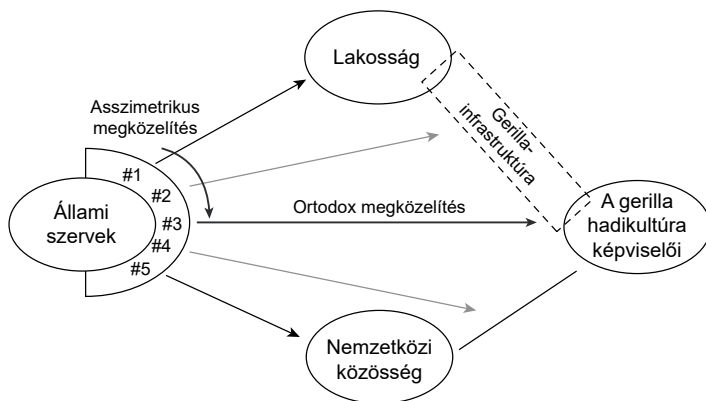 Lakosság
Asszimetrikus
megközelítés
Gerilla-
infrastruktúra
#1
#2
#3
#4
#5
Állami
szervek
Ortodox megközelítés
A gerilla
hadikultúra
képviselői
Nemzetközi
közösség